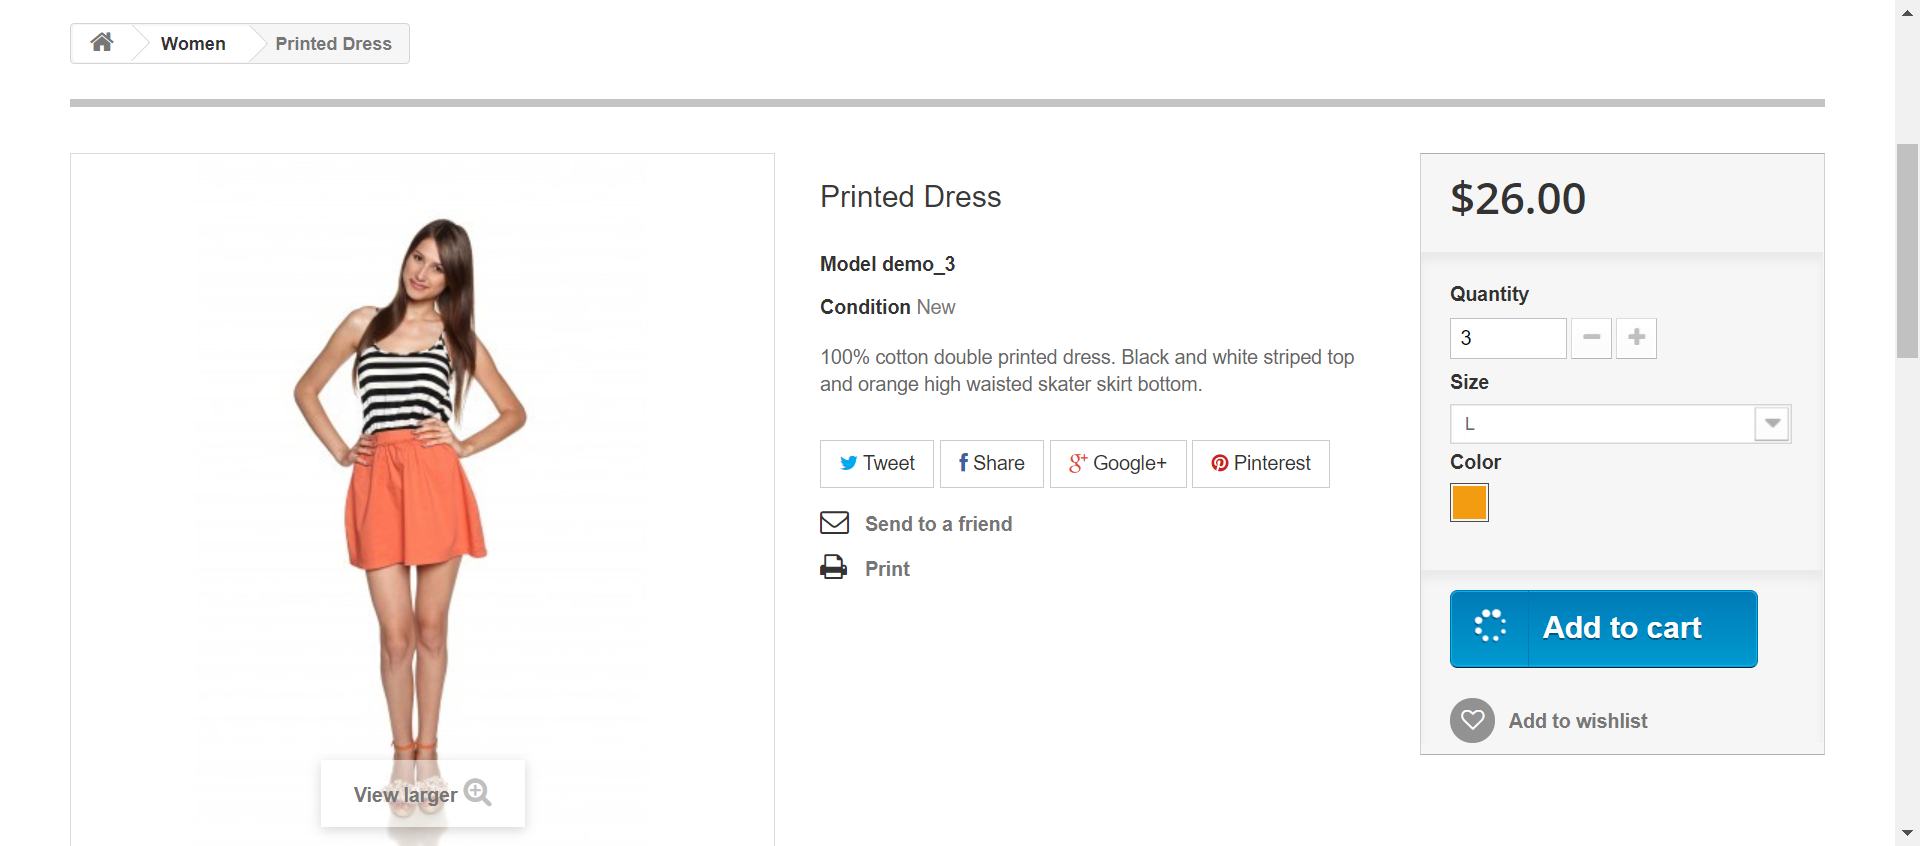 Women
Printed Dress
Printed Dress
Model demo_3
Condition New
100% cotton double printed dress. Black and white striped top
and orange high waisted skater skirt bottom.
Tweet
Share
Google+
Pinterest
Send to a friend
Print
View larger
$26.00
Quantity
3
Size
L
Color
Add to cart
Add to wishlist